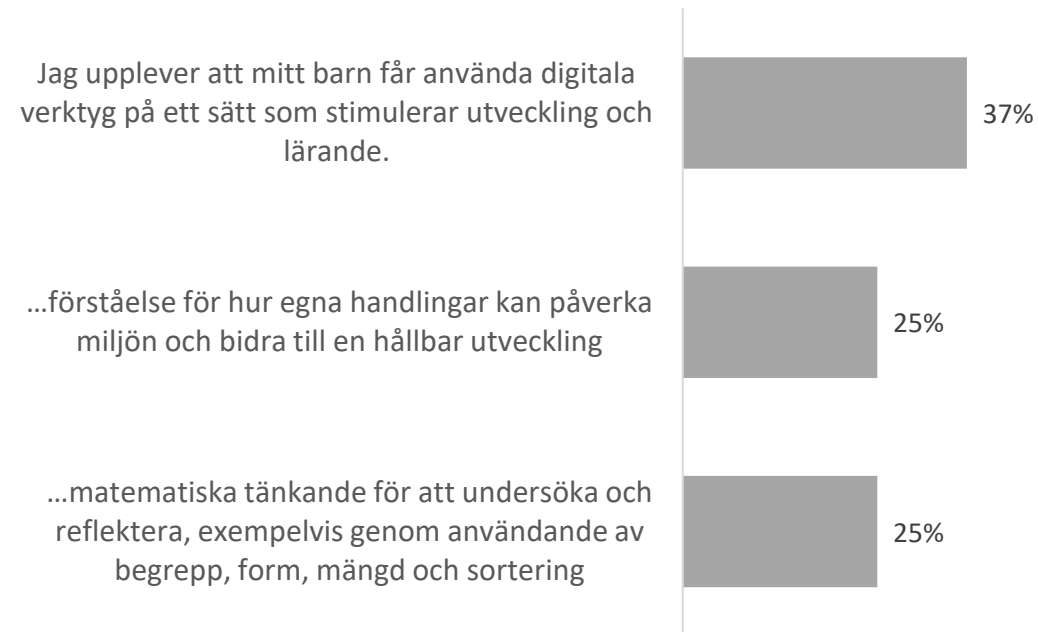 Jag upplever att mitt barn får använda digitala
verktyg på ett sätt som stimulerar utveckling och
lärande.
37%
…förståelse för hur egna handlingar kan påverka
miljön och bidra till en hållbar utveckling
25%
…matematiska tänkande för att undersöka och
reflektera, exempelvis genom användande av
begrepp, form, mängd och sortering
25%